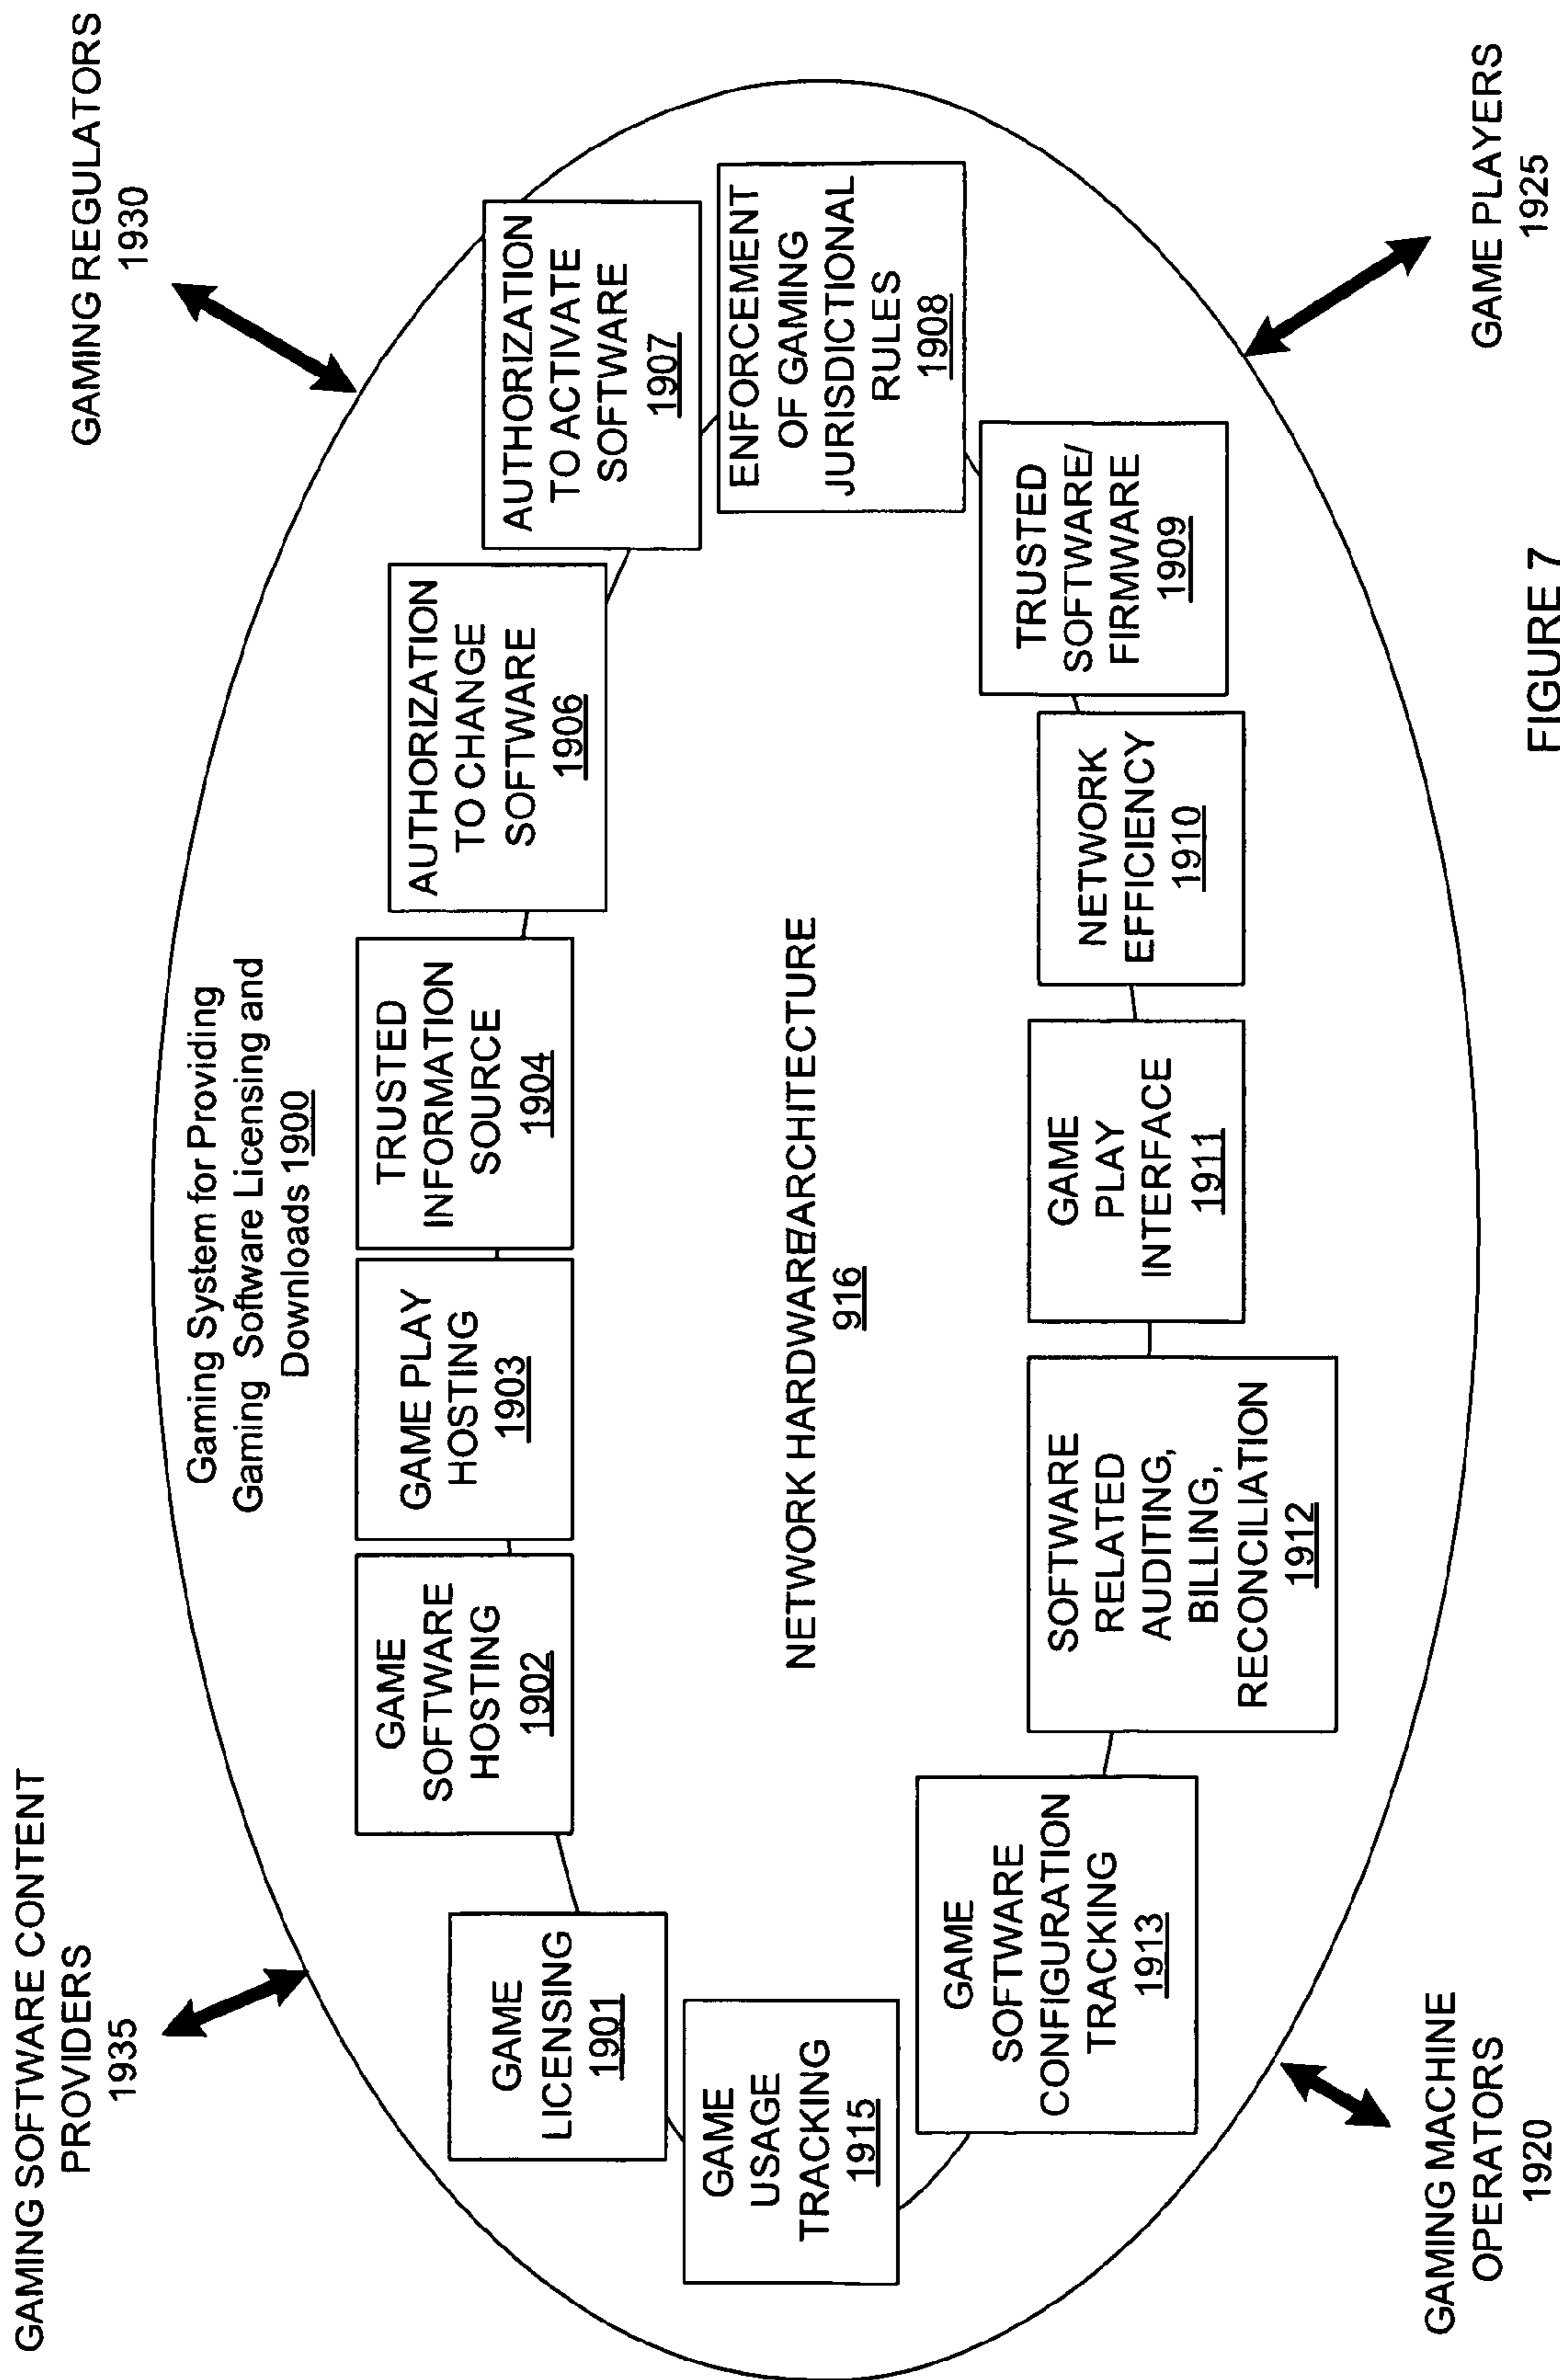 GAMING SOFTWARE CONTENT
PROVIDERS
1935
GAMING REGULATORS
1930
Gaming System for Providing
Gaming Software Licensing and
Downloads 1900
GAME
LICENSING
1901
GAME
SOFTWARE
HOSTING
1902
GAME PLAY
HOSTING
1903
TRUSTED
INFORMATION
SOURCE
1904
AUTHORIZATION
TO CHANGE
SOFTWARE
1906
AUTHORIZATION
TO ACTIVATE
SOFTWARE
1907
ENFORCEMENT
OF GAMING
JURISDICTIONAL
RULES
1908
NETWORK HARDWARE/ARCHITECTURE
916
GAME
USAGE
TRACKING
1915
GAME
SOFTWARE
CONFIGURATION
TRACKING
1913
SOFTWARE
RELATED
AUDITING,
BILLING,
RECONCILIATION
1912
GAME
PLAY
INTERFACE
1911
NETWORK
EFFICIENCY
1910
TRUSTED
SOFTWARE/
FIRMWARE
1909
GAMING MACHINE
OPERATORS
1920
GAME PLAYERS
1925
FIGURE 7